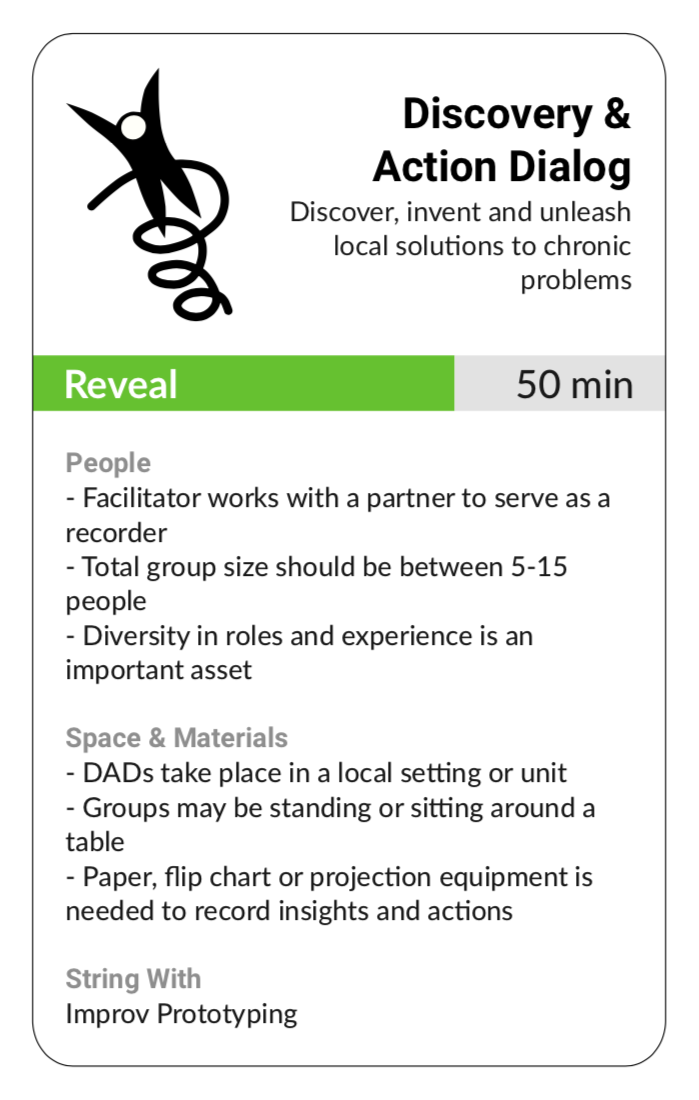 Discovery &
Action Dialog
Discover, invent and unleash
local solutions to chronic
problems
Reveal
50 min
People
- Facilitator works with a partner to serve as a
recorder
- Total group size should be between 5-15
people
- Diversity in roles and experience is an
important asset
Space & Materials
- DADs take place in a local setting or unit
- Groups may be standing or sitting around a
table
- Paper, flip chart or projection equipment is
needed to record insights and actions
String With
Improv Prototyping